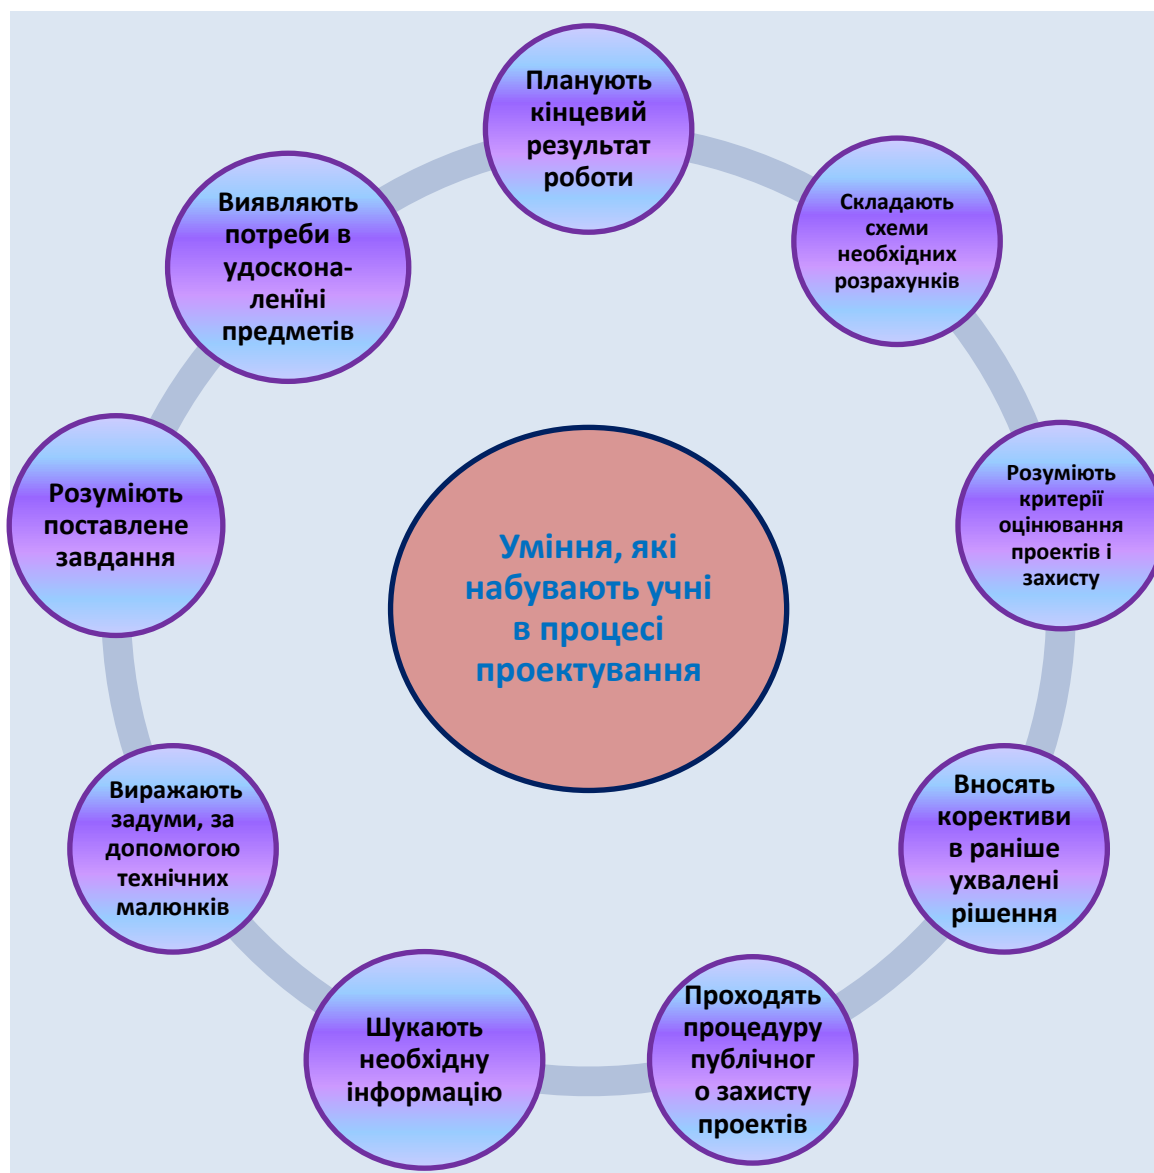 Планують
кінцевий
результат
роботи
Складають
схеми
необхідних
розрахунків
Розуміють
критерії
оцінювання
проектів і
захисту
Вносять
корективи
в раніше
ухвалені
рішення
Проходять
процедуру
публічног
о захисту
проектів
Шукають
необхідну
інформацію
Виражають
задуми, за
допомогою
технічних
малюнків
Розуміють
поставлене
завдання
Виявляють
потреби в
удоскона-
ленїні
предметів
Уміння, які
набувають учні
в процесі
проектування